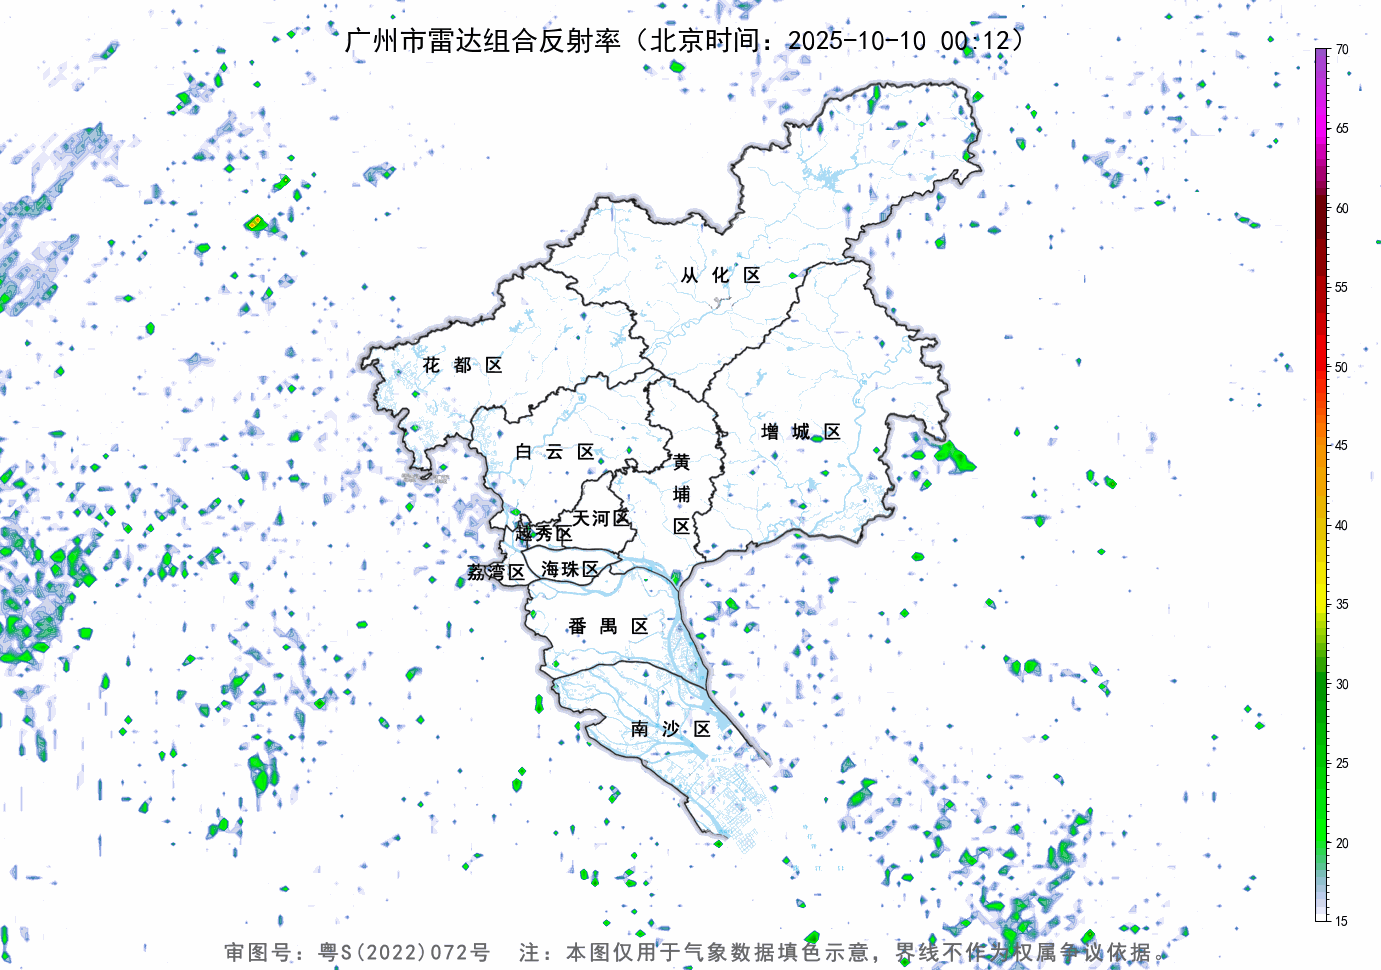 广州市雷达组合反射率（北京时间：2025-10-10 00:12）
70
65
60
55
50
45
40
35
30
25
20
15
从化区
花都区
增城区
白云区
黄埔区
天河区
越秀区
海珠区
荔湾区
番禺区
南沙区
审图号：粤S(2022)072号 注：本图仅用于气象数据填色示意，界线不作为权属争议依据。